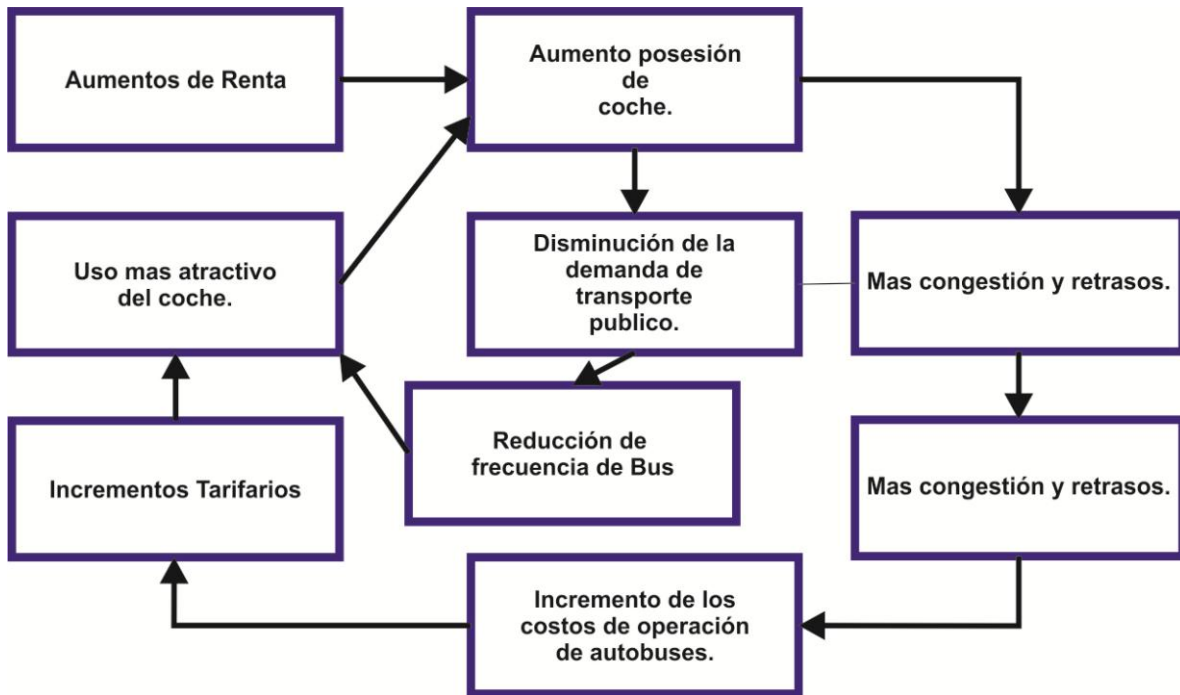 Aumentos de Renta
Aumento posesión
de
coche.
Uso mas atractivo
del coche.
Disminución de la
demanda de
transporte
publico.
Mas congestión y retrasos.
Incrementos Tarifarios
Reducción de
frecuencia de Bus
Mas congestión y retrasos.
Incremento de los
costos de operación
de autobuses.